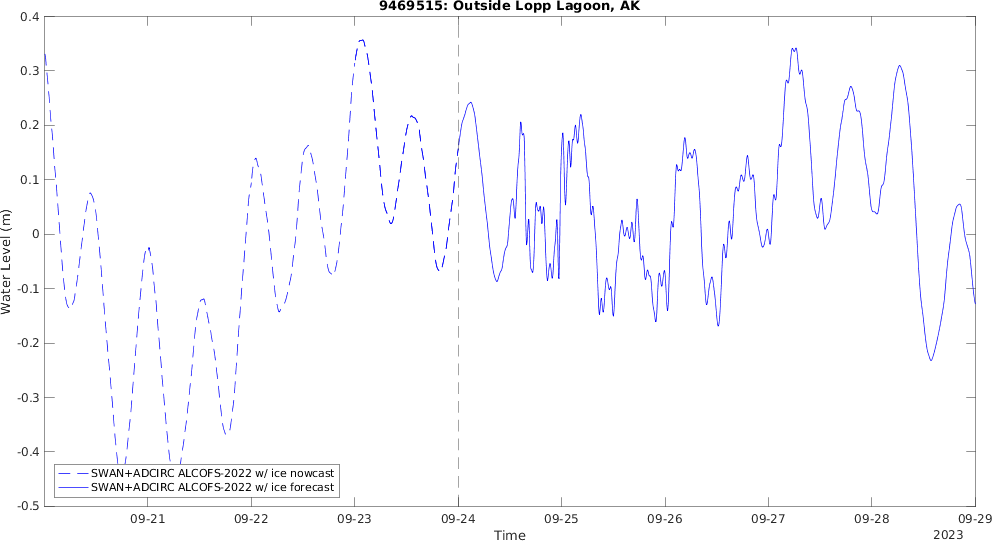 9469515: Outside Lopp Lagoon, AK
0.4
0.3
0.2
0.1
0
-0.1
-0.2
-0.3
-0.4
-0.5
Water Level (m)
SWAN+ADCIRC ALCOFS-2022 w/ ice nowcast
SWAN+ADCIRC ALCOFS-2022 w/ ice forecast
09-21 09-22 09-23 09-24 09-25 09-26 09-27 09-28 09-29
Time
2023